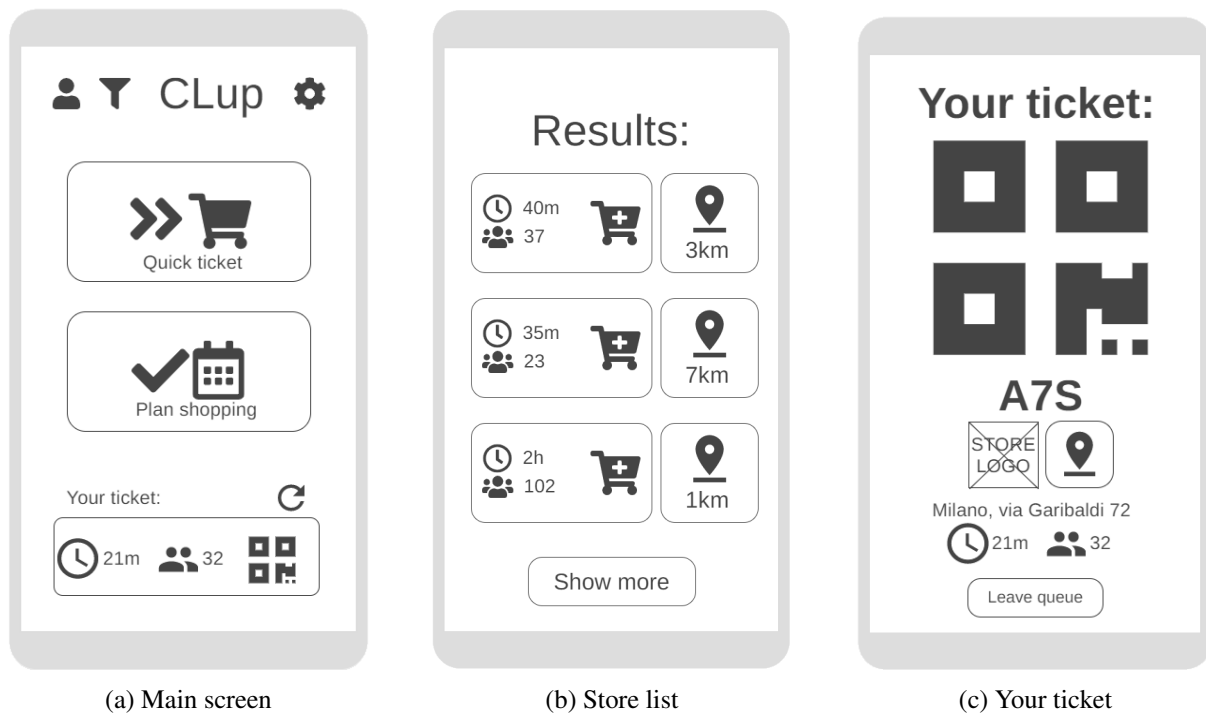 CLup
Quick ticket
Plan shopping
Your ticket:
21m 32
(a) Main screen
Results:
40m
37
3km
35m
23
7km
2h
102
1km
Show more
(b) Store list
Your ticket:
A7S
STORE
LOGO
Milano, via Garibaldi 72
21m 32
Leave queue
(c) Your ticket